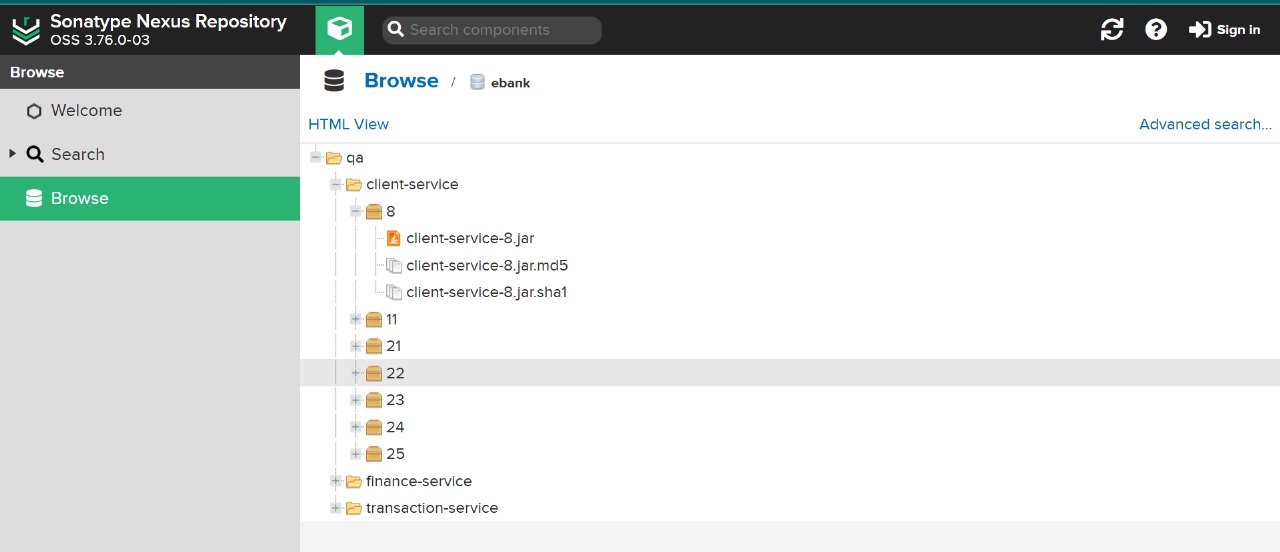 Sonatype Nexus Repository
OSS 3.76.0-03
Search components
Sign in
Browse
Welcome
Search
Browse
Browse / ebank
HTML View
Advanced search...
qa
client-service
8
client-service-8.jar
client-service-8.jar.md5
client-service-8.jar.sha1
11
21
22
23
24
25
finance-service
transaction-service